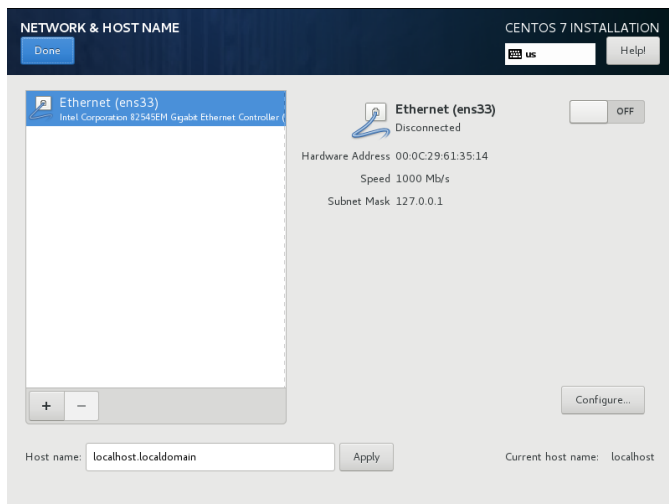 NETWORK & HOST NAME
CENTOS 7 INSTALLATION
Done
us
Help!
Ethernet (ens33)
Intel Corporation 82545EM Gigabit Ethernet Controller (
Ethernet (ens33)
Disconnected
OFF
Hardware Address 00:0C:29:61:35:14
Speed 1000 Mb/s
Subnet Mask 127.0.0.1
+ −
Configure...
Host name: localhost.localdomain
Apply
Current host name: localhost